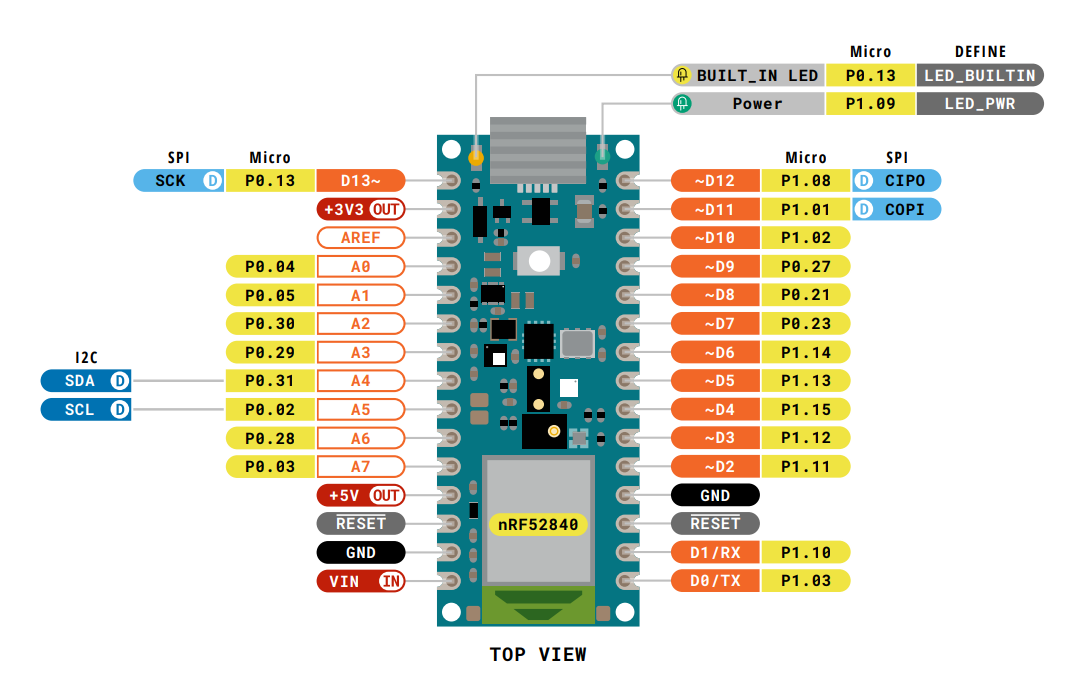 Micro DEFINE
BUILT_IN LED P0.13 LED_BUILTIN
Power P1.09 LED_PWR
SPI Micro Micro SPI
SCK D P0.13 D13~ ~D12 P1.08 D CIPO
+3V3 OUT ~D11 P1.01 D COPI
AREF ~D10 P1.02
P0.04 A0 ~D9 P0.27
P0.05 A1 ~D8 P0.21
P0.30 A2 ~D7 P0.23
I2C P0.29 A3 ~D6 P1.14
SDA D P0.31 A4 ~D5 P1.13
SCL D P0.02 A5 ~D4 P1.15
P0.28 A6 ~D3 P1.12
P0.03 A7 ~D2 P1.11
+5V OUT GND
RESET nRF52840 RESET
GND D1/RX P1.10
VIN IN D0/TX P1.03
TOP VIEW